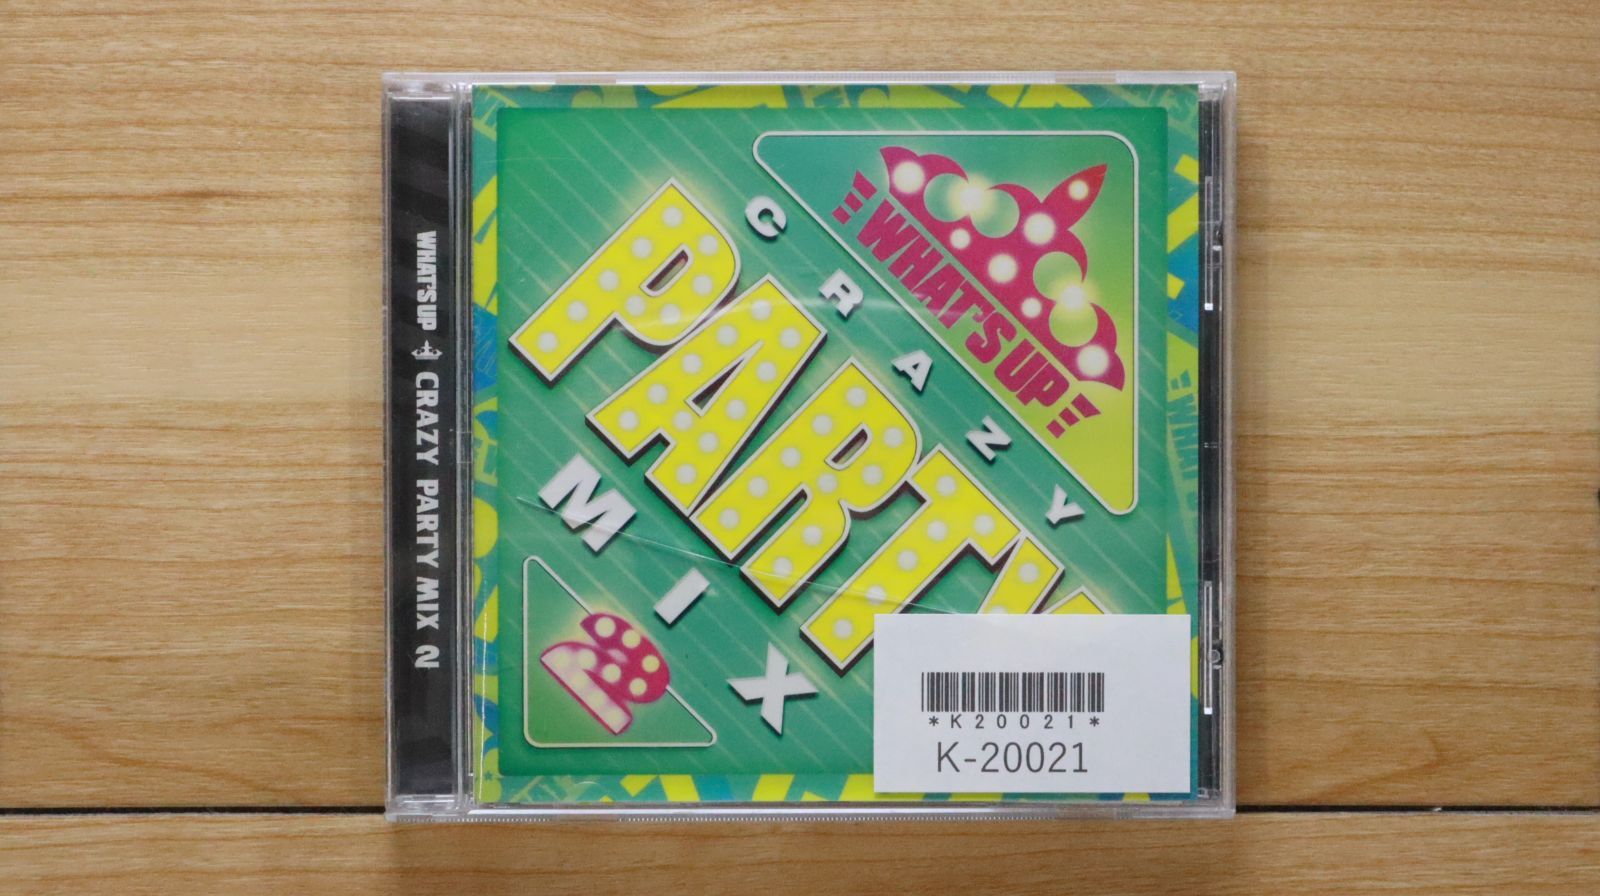 WHAT'S UP CRAZY PARTY MIX 2
WHAT'S UP
CRAZY
PARTY
MIX
2
*K20021*
K-20021